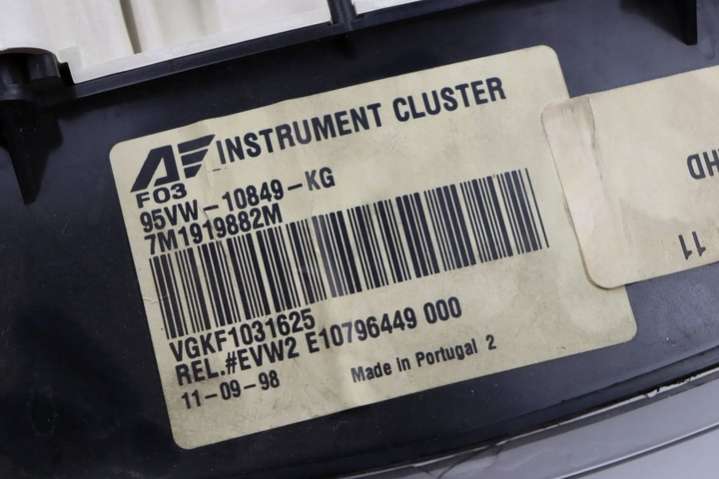 INSTRUMENT CLUSTER
F03
95VW-10849-KG
7M1919882M
VGKF1031625
REL.#EVW2 E10796449 000
11-09-98
Made in Portugal 2
HD
11